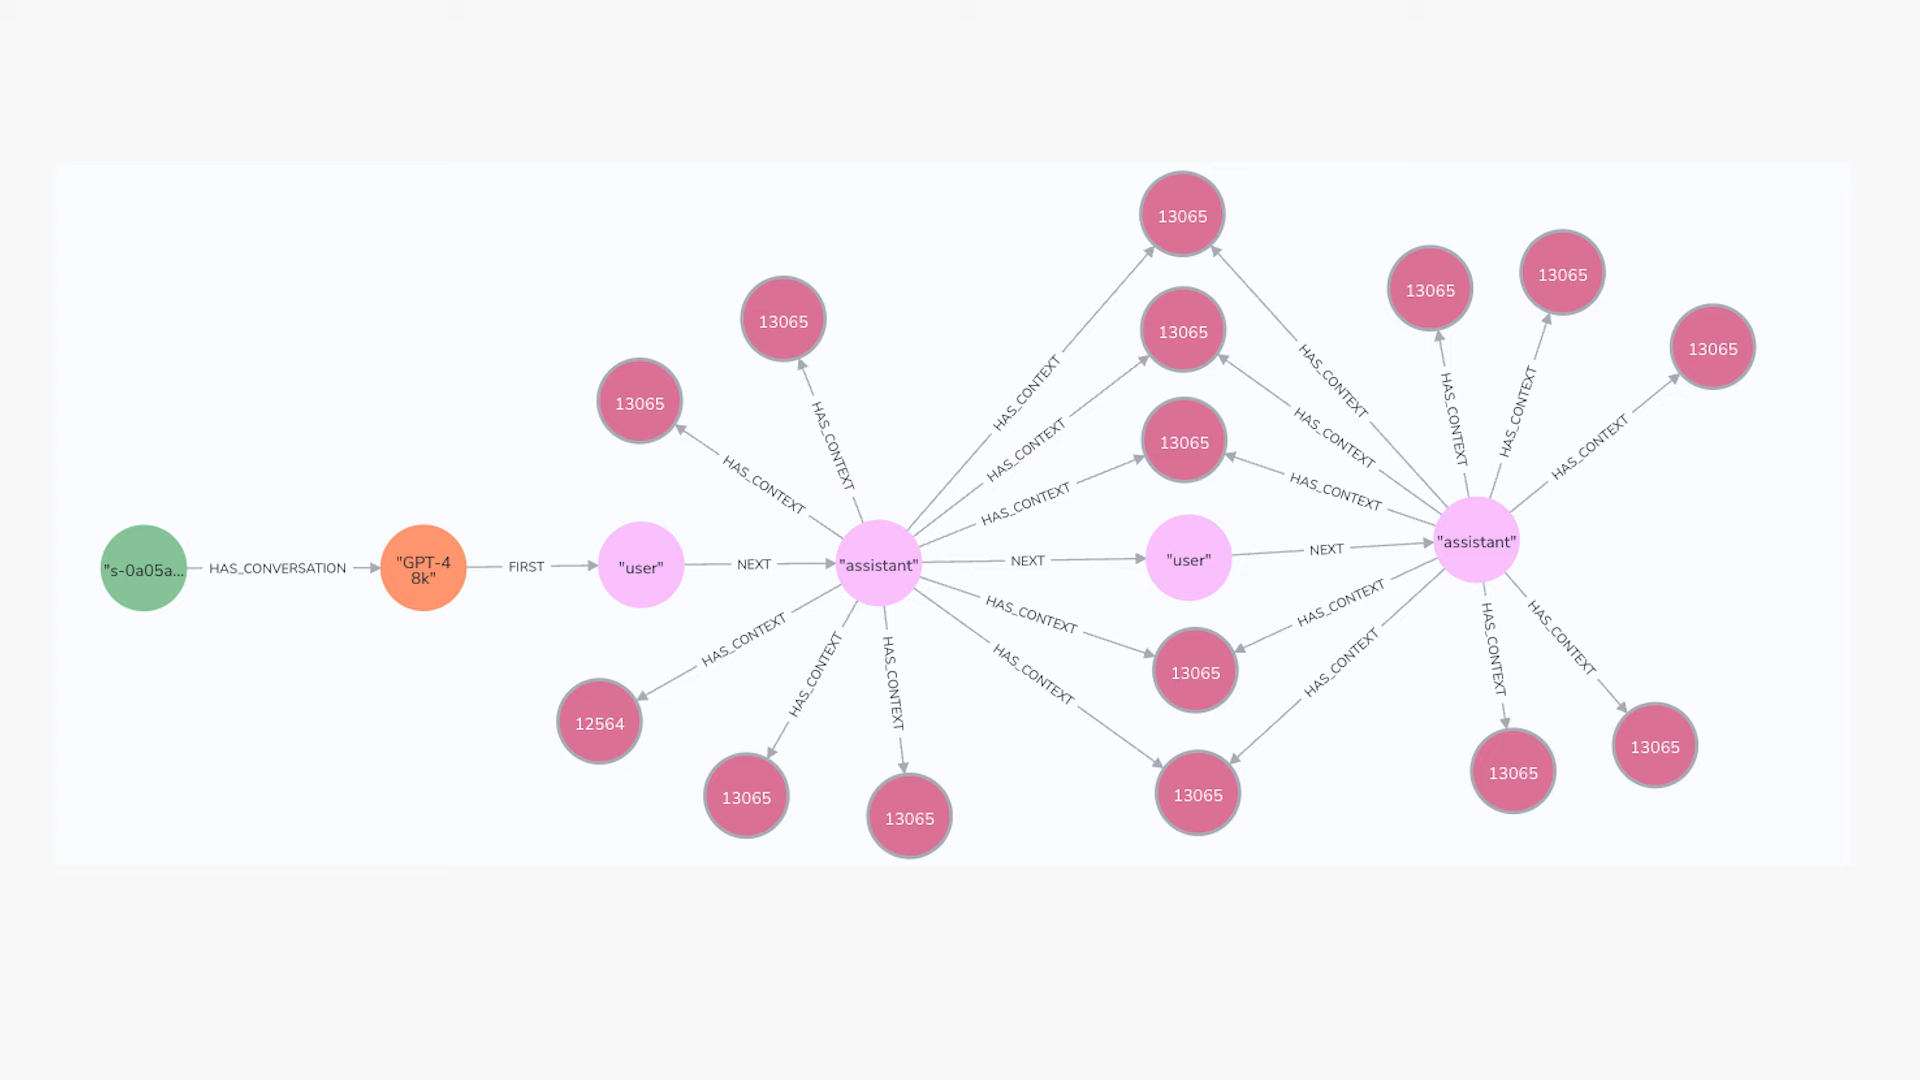 13065
13065
13065
13065
13065
13065
13065
13065
13065
HAS_CONTEXT
HAS_CONTEXT
HAS_CONTEXT
HAS_CONTEXT
HAS_CONTEXT
HAS_CONTEXT
HAS_CONTEXT
HAS_CONTEXT
HAS_CONTEXT
HAS_CONTEXT
HAS_CONTEXT
"s-0a05a...
HAS_CONVERSATION
"GPT-4
8k"
FIRST
"user"
NEXT
"assistant"
NEXT
"user"
NEXT
"assistant"
HAS_CONTEXT
HAS_CONTEXT
HAS_CONTEXT
HAS_CONTEXT
HAS_CONTEXT
HAS_CONTEXT
HAS_CONTEXT
HAS_CONTEXT
HAS_CONTEXT
13065
12564
13065
13065
13065
13065
13065